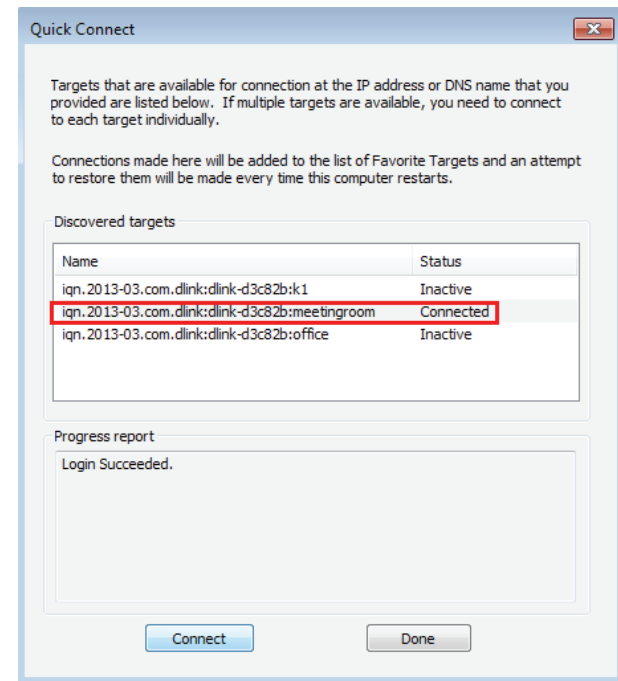 Quick Connect
Targets that are available for connection at the IP address or DNS name that you
provided are listed below. If multiple targets are available, you need to connect
to each target individually.
Connections made here will be added to the list of Favorite Targets and an attempt
to restore them will be made every time this computer restarts.
Discovered targets
Name Status
iqn.2013-03.com.dlink:dlink-d3c82b:k1 Inactive
iqn.2013-03.com.dlink:dlink-d3c82b:meetingroom Connected
iqn.2013-03.com.dlink:dlink-d3c82b:office Inactive
Progress report
Login Succeeded.
Connect Done